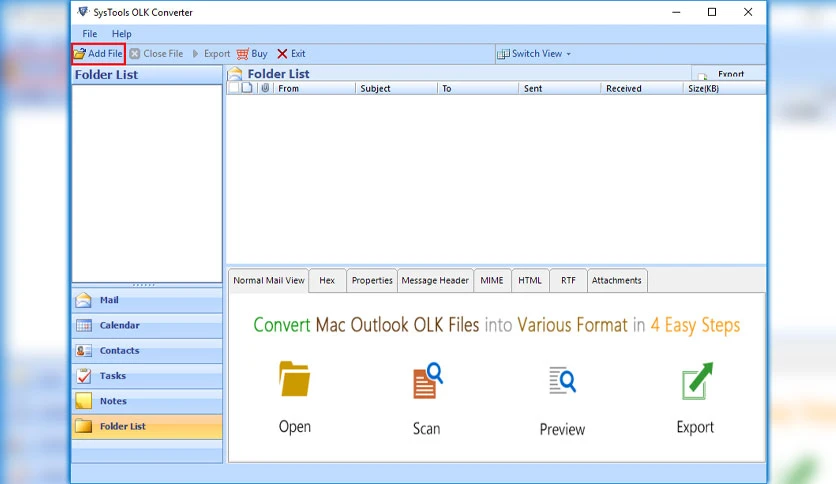 SysTools OLK Converter
File Help
Add File Close File Export Buy Exit Switch View
Folder List
Folder List Export
From Subject To Sent Received Size(KB)
Normal Mail View Hex Properties Message Header MIME HTML RTF Attachments
Mail
Calendar
Contacts
Tasks
Notes
Folder List
Convert Mac Outlook OLK Files into Various Format in 4 Easy Steps
Open Scan Preview Export